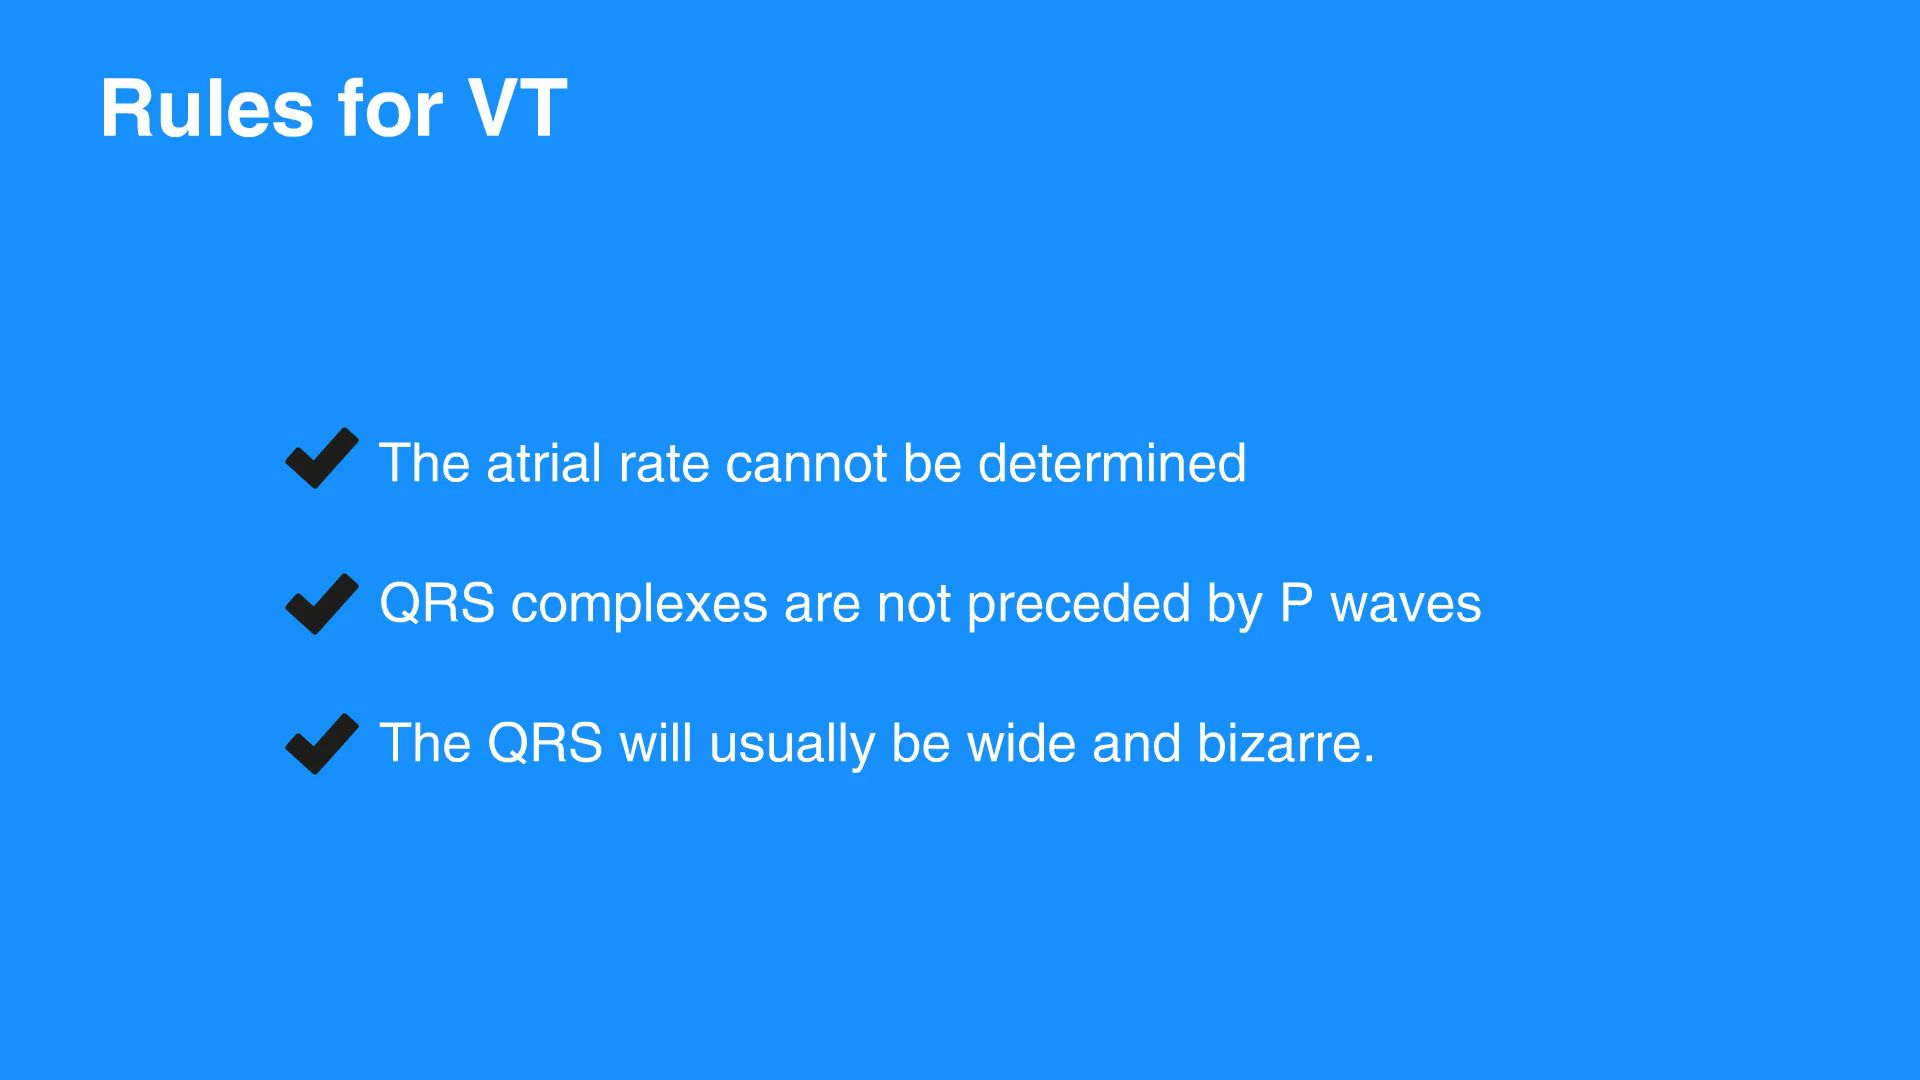 Rules for VT
The atrial rate cannot be determined
QRS complexes are not preceded by P waves
The QRS will usually be wide and bizarre.